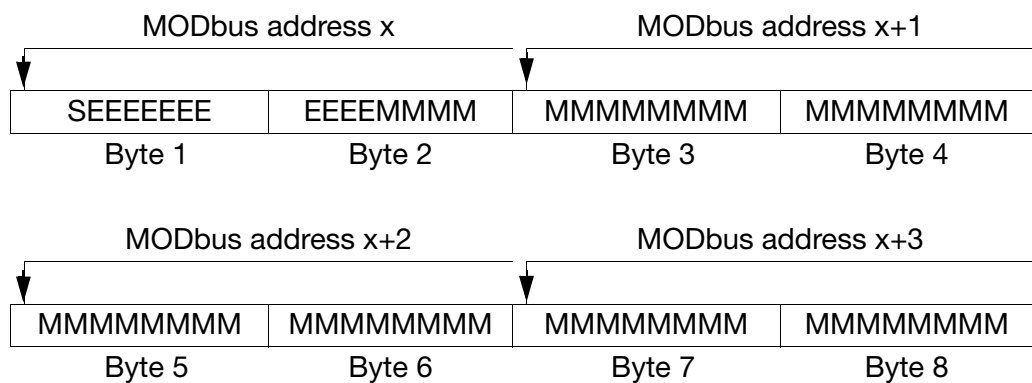 MODbus address x MODbus address x+1
SEEEEEEE EEEEMMMM MMMMMMMM MMMMMMMM
Byte 1 Byte 2 Byte 3 Byte 4
MODbus address x+2 MODbus address x+3
MMMMMMMM MMMMMMMM MMMMMMMM MMMMMMMM
Byte 5 Byte 6 Byte 7 Byte 8